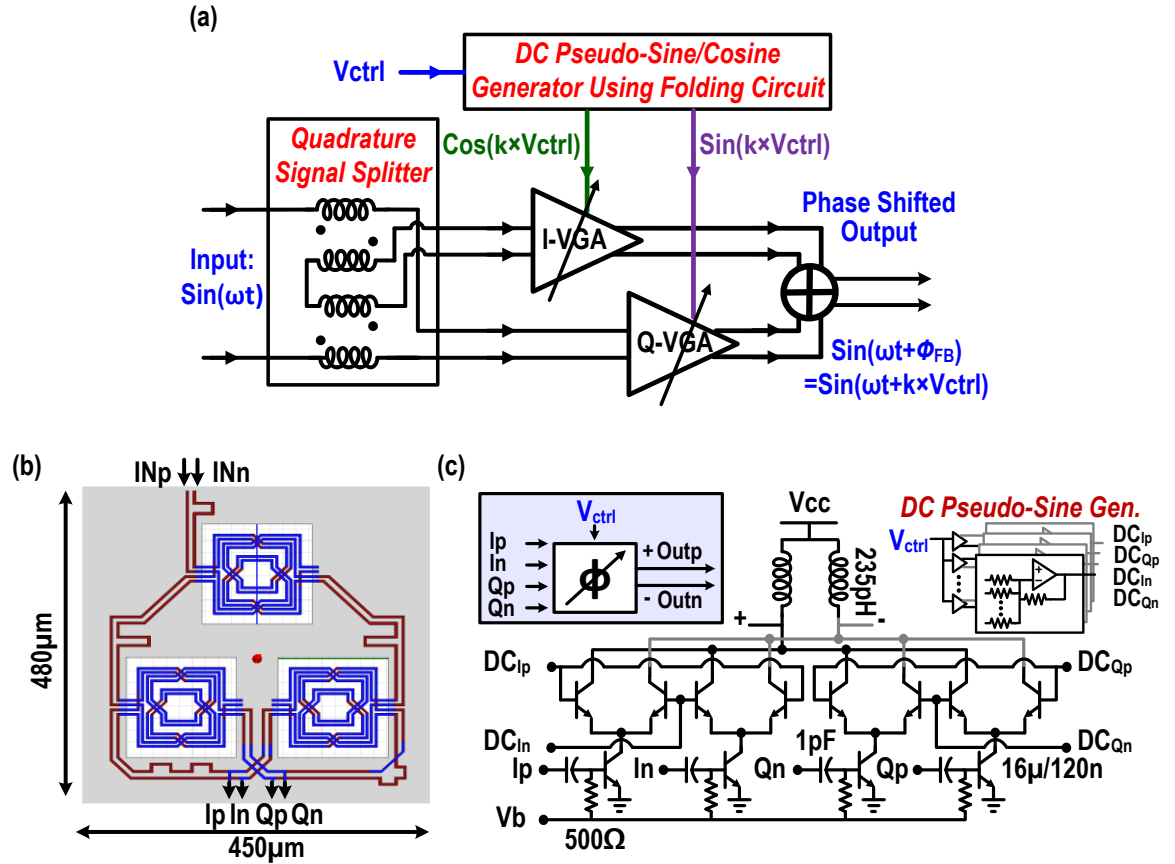 (a)
Vctrl
DC Pseudo-Sine/Cosine
Generator Using Folding Circuit
Quadrature
Signal Splitter
Cos(k×Vctrl)
Sin(k×Vctrl)
Input:
Sin(ωt)
I-VGA
Q-VGA
Phase Shifted
Output
Sin(ωt+ΦFB)
=Sin(ωt+k×Vctrl)
(b)
INp INn
480μm
Ip In Qp Qn
450μm
(c)
Vctrl
Ip
In
Qp
Qn
Φ
+ Outp
- Outn
Vcc
235pH
+
-
DC Pseudo-Sine Gen.
Vctrl
+
−
DCIp
DCQp
DCIn
DCQn
DCIp
DCQp
DCIn
DCQn
1pF
16μ/120n
Ip
In
Qn
Qp
Vb
500Ω